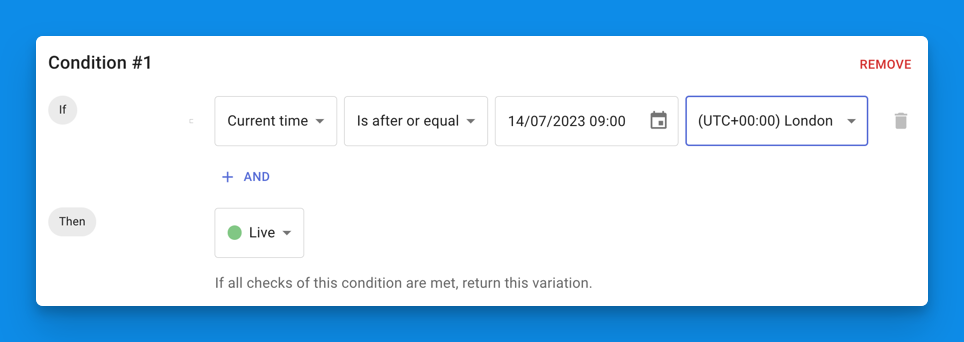 Condition #1
REMOVE
If
Current time
Is after or equal
14/07/2023 09:00
(UTC+00:00) London
+ AND
Then
Live
If all checks of this condition are met, return this variation.